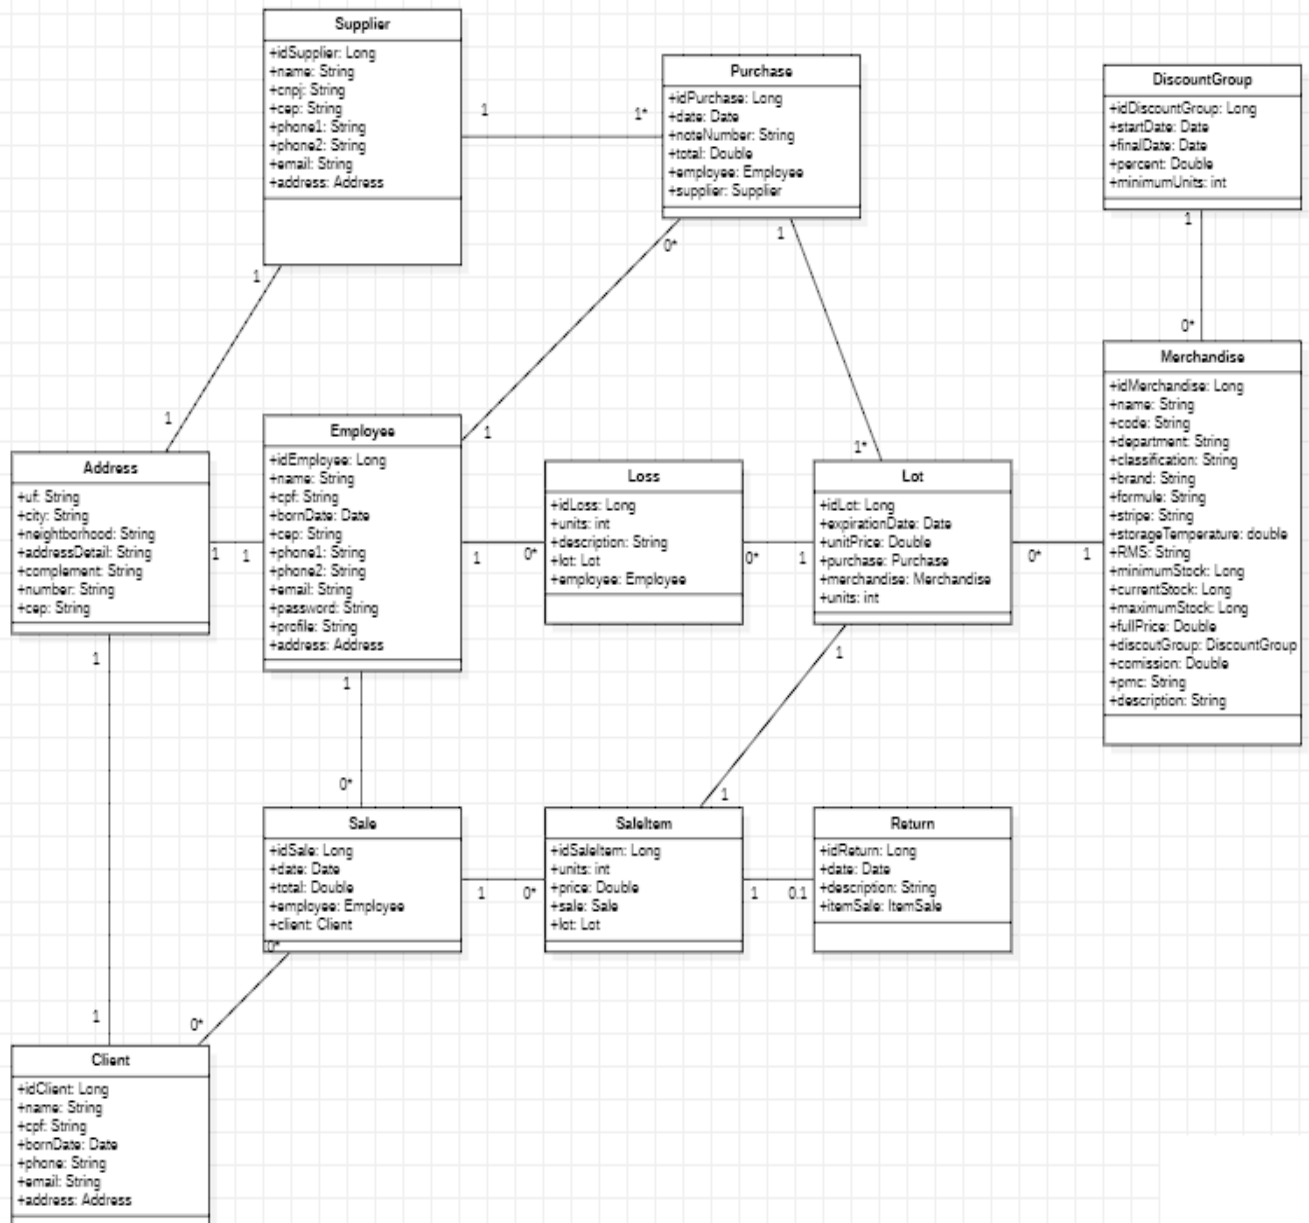 Supplier
+idSupplier: Long
+name: String
+cnpj: String
+cep: String
+phone1: String
+phone2: String
+email: String
+address: Address
1
1*
Purchase
+idPurchase: Long
+date: Date
+noteNumber: String
+total: Double
+employee: Employee
+supplier: Supplier
DiscountGroup
+idDiscountGroup: Long
+startDate: Date
+finalDate: Date
+percent: Double
+minimumUnits: int
1
0*
1
1
0*
1
1
1*
Merchandise
+idMerchandise: Long
+name: String
+code: String
+department: String
+classification: String
+brand: String
+formule: String
+stripe: String
+storageTemperature: double
+RMS: String
+minimumStock: Long
+currentStock: Long
+maximumStock: Long
+fullPrice: Double
+discoutGroup: DiscountGroup
+comission: Double
+pmc: String
+description: String
Address
+uf: String
+city: String
+neightborhood: String
+addressDetail: String
+complement: String
+number: String
+cep: String
1
1
Employee
+idEmployee: Long
+name: String
+cpf: String
+bornDate: Date
+cep: String
+phone1: String
+phone2: String
+email: String
+password: String
+profile: String
+address: Address
1
0*
Loss
+idLoss: Long
+units: int
+description: String
+lot: Lot
+employee: Employee
0*
1
Lot
+idLot: Long
+expirationDate: Date
+unitPrice: Double
+purchase: Purchase
+merchandise: Merchandise
+units: int
0*
1
1
1
0*
1
1
Sale
+idSale: Long
+date: Date
+total: Double
+employee: Employee
+client: Client
0*
1
0*
SaleItem
+idSaleItem: Long
+units: int
+price: Double
+sale: Sale
+lot: Lot
1
0.1
Return
+idReturn: Long
+date: Date
+description: String
+itemSale: ItemSale
1
0*
Client
+idClient: Long
+name: String
+cpf: String
+bornDate: Date
+phone: String
+email: String
+address: Address